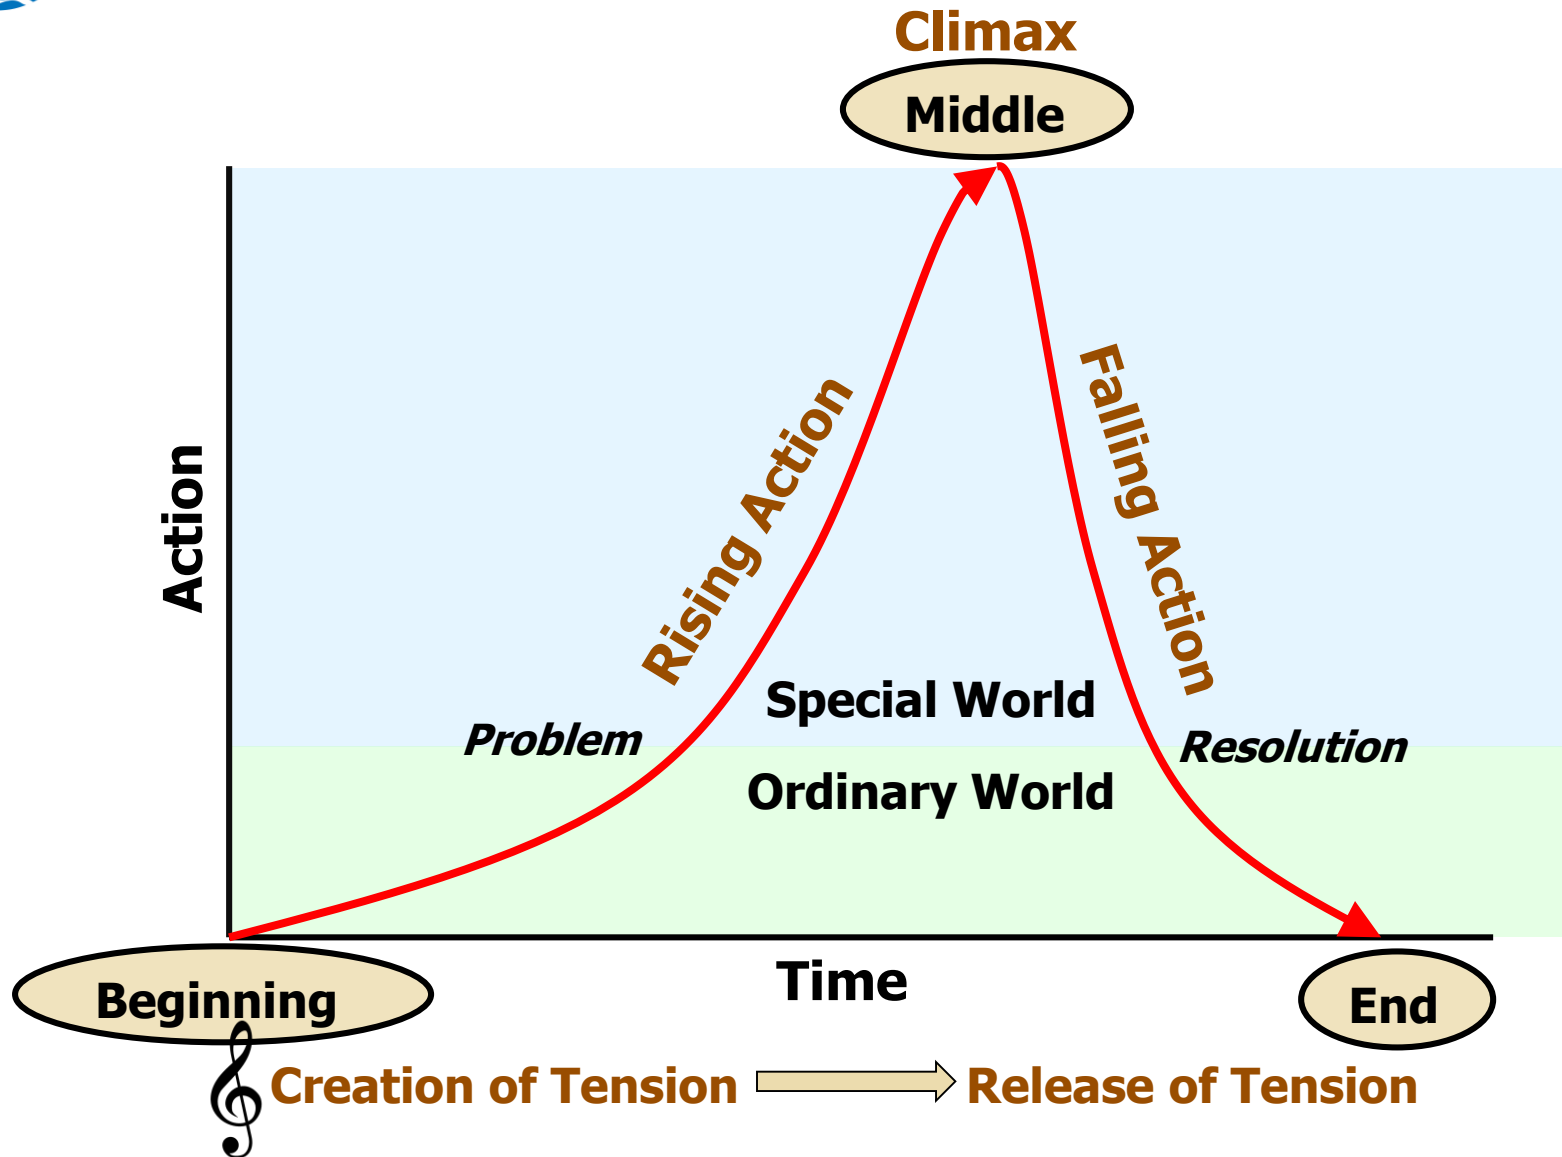 Climax
Middle
Action
Rising Action
Falling Action
Special World
Problem
Resolution
Ordinary World
Time
Beginning
End
Creation of Tension
Release of Tension